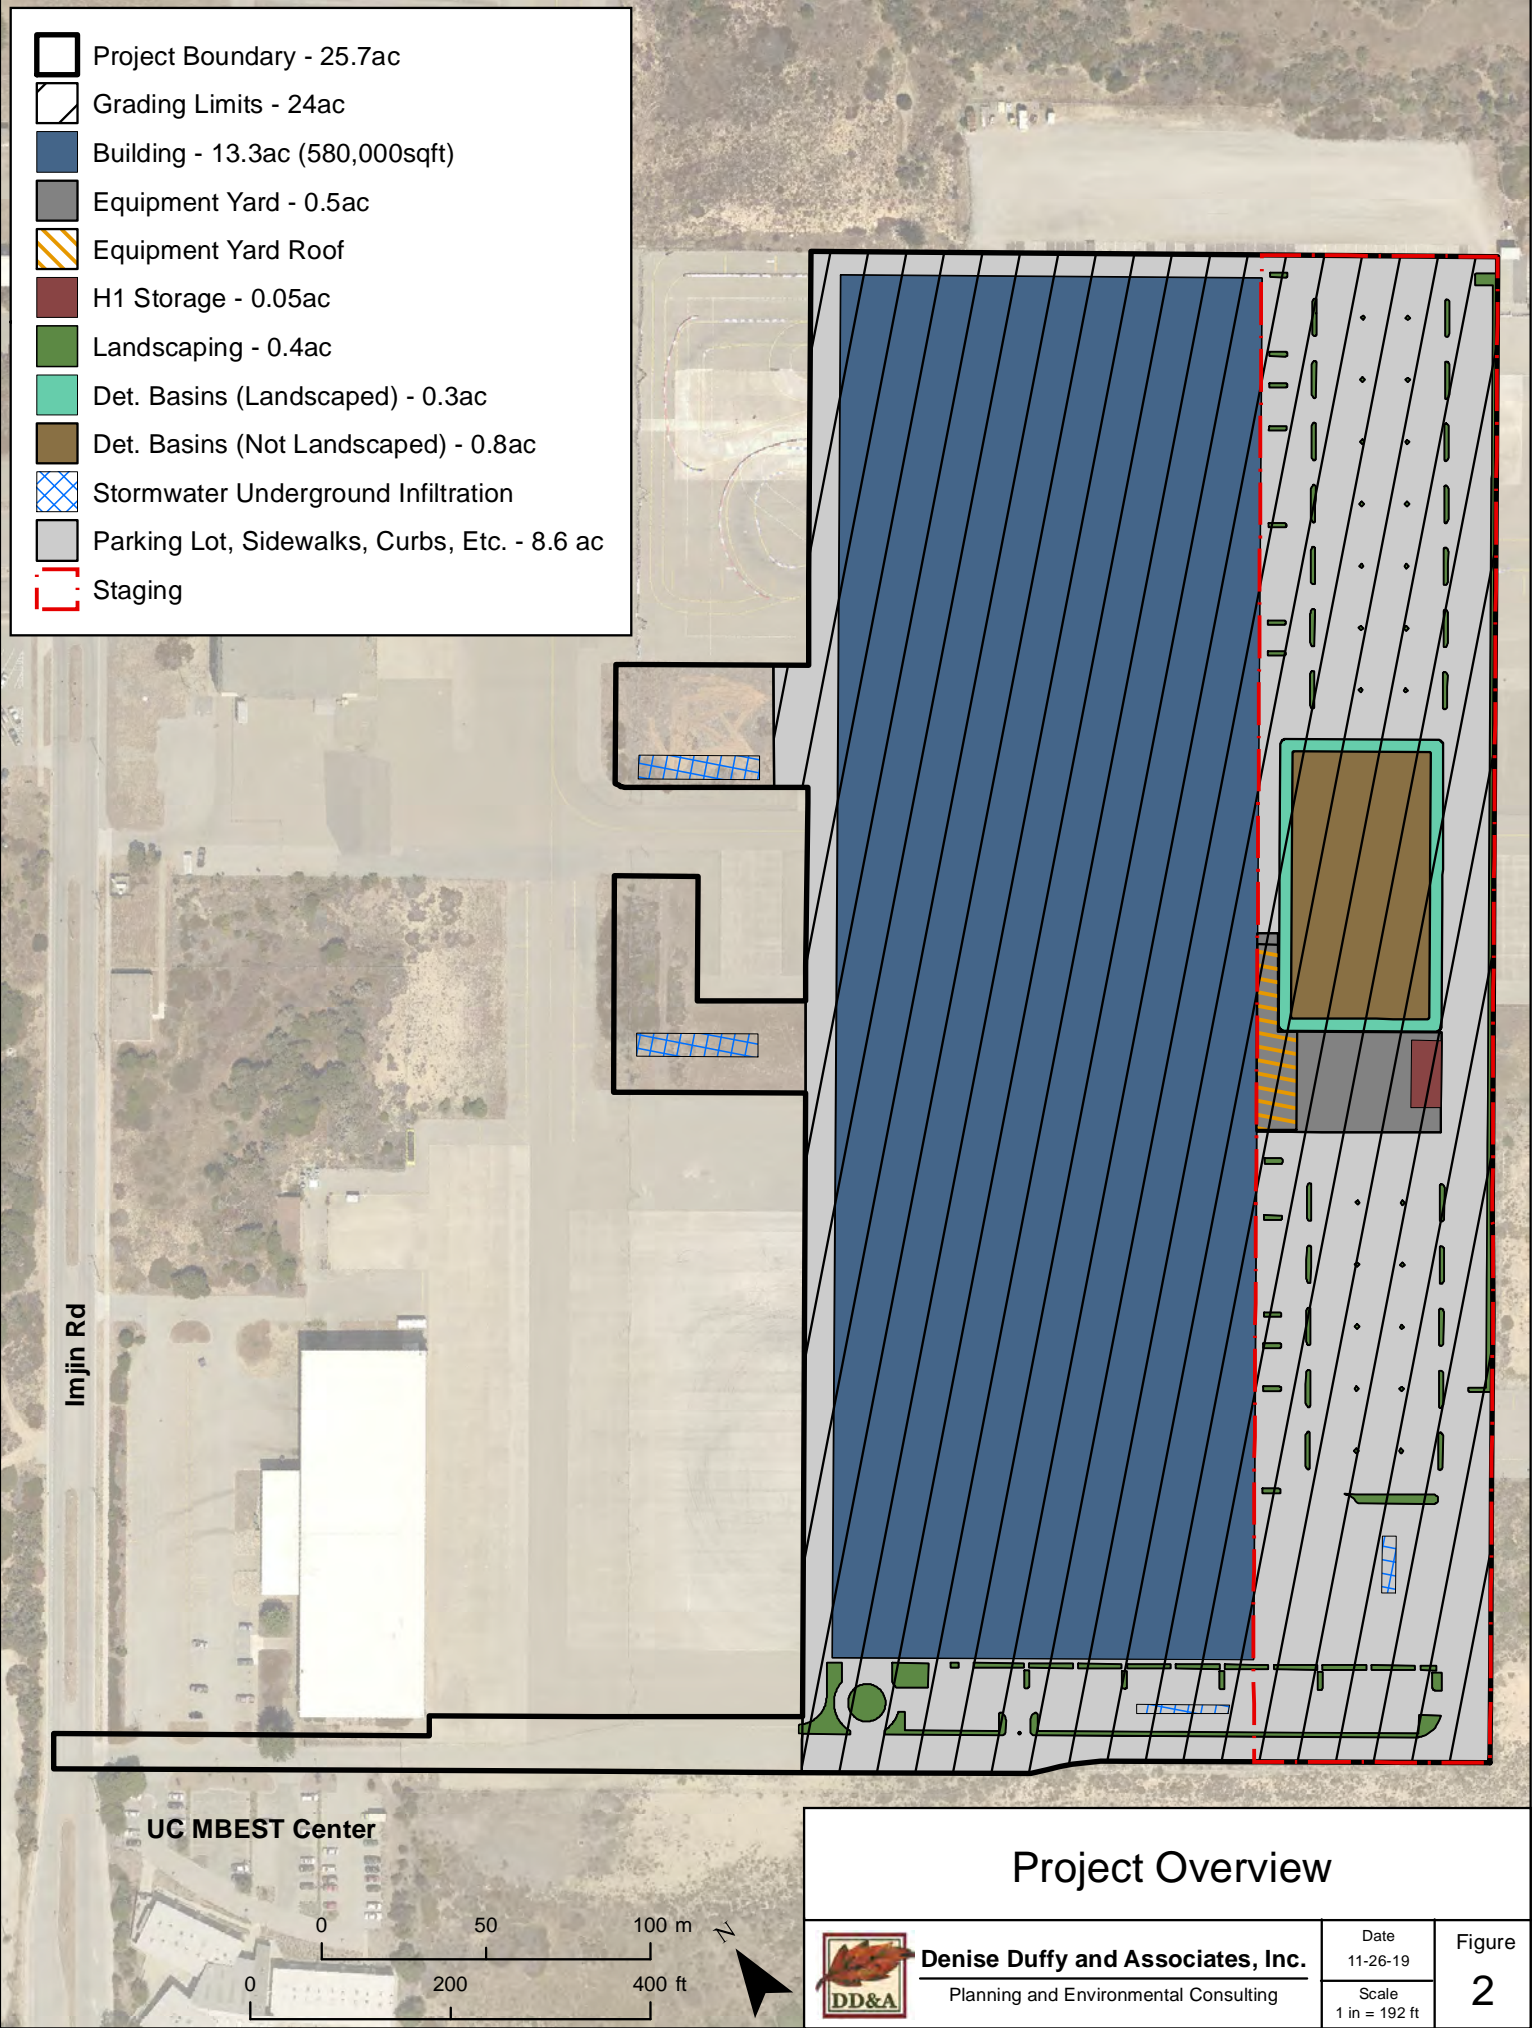 Project Boundary - 25.7ac
Grading Limits - 24ac
Building - 13.3ac (580,000sqft)
Equipment Yard - 0.5ac
Equipment Yard Roof
H1 Storage - 0.05ac
Landscaping - 0.4ac
Det. Basins (Landscaped) - 0.3ac
Det. Basins (Not Landscaped) - 0.8ac
Stormwater Underground Infiltration
Parking Lot, Sidewalks, Curbs, Etc. - 8.6 ac
Staging
Imjin Rd
UC MBEST Center
0 50 100 m
0 200 400 ft
N
Project Overview
DD&A
Denise Duffy and Associates, Inc.
Planning and Environmental Consulting
Date
11-26-19
Scale
1 in = 192 ft
Figure
2